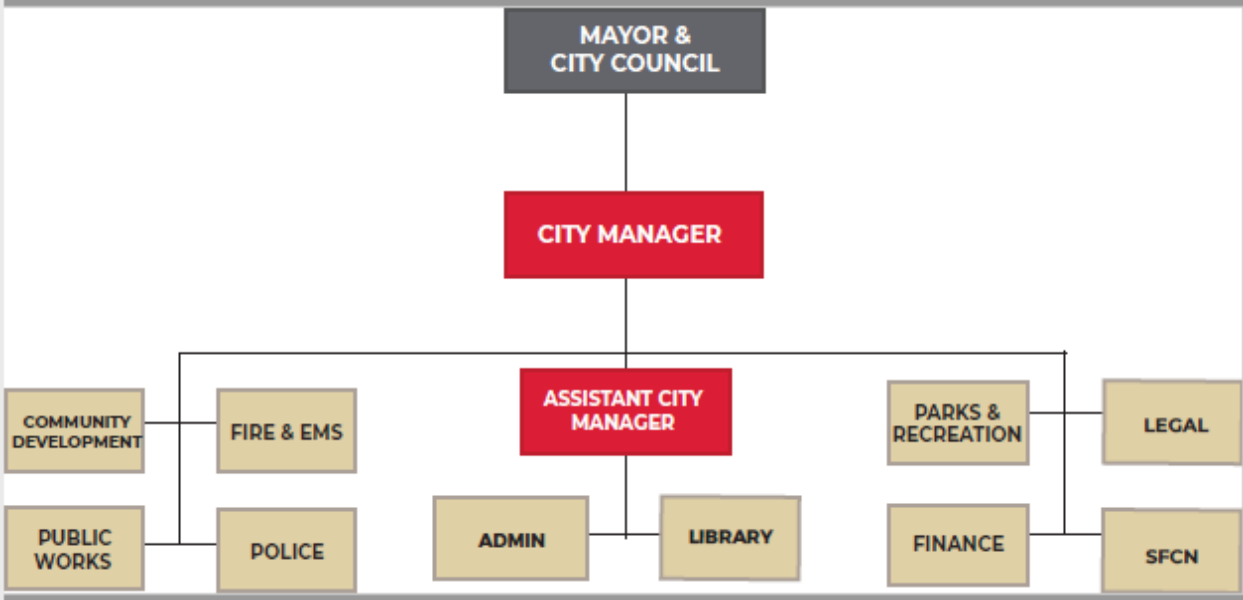 MAYOR &
CITY COUNCIL
CITY MANAGER
COMMUNITY
DEVELOPMENT
FIRE & EMS
ASSISTANT CITY
MANAGER
PARKS &
RECREATION
LEGAL
PUBLIC
WORKS
POLICE
ADMIN
LIBRARY
FINANCE
SFCN